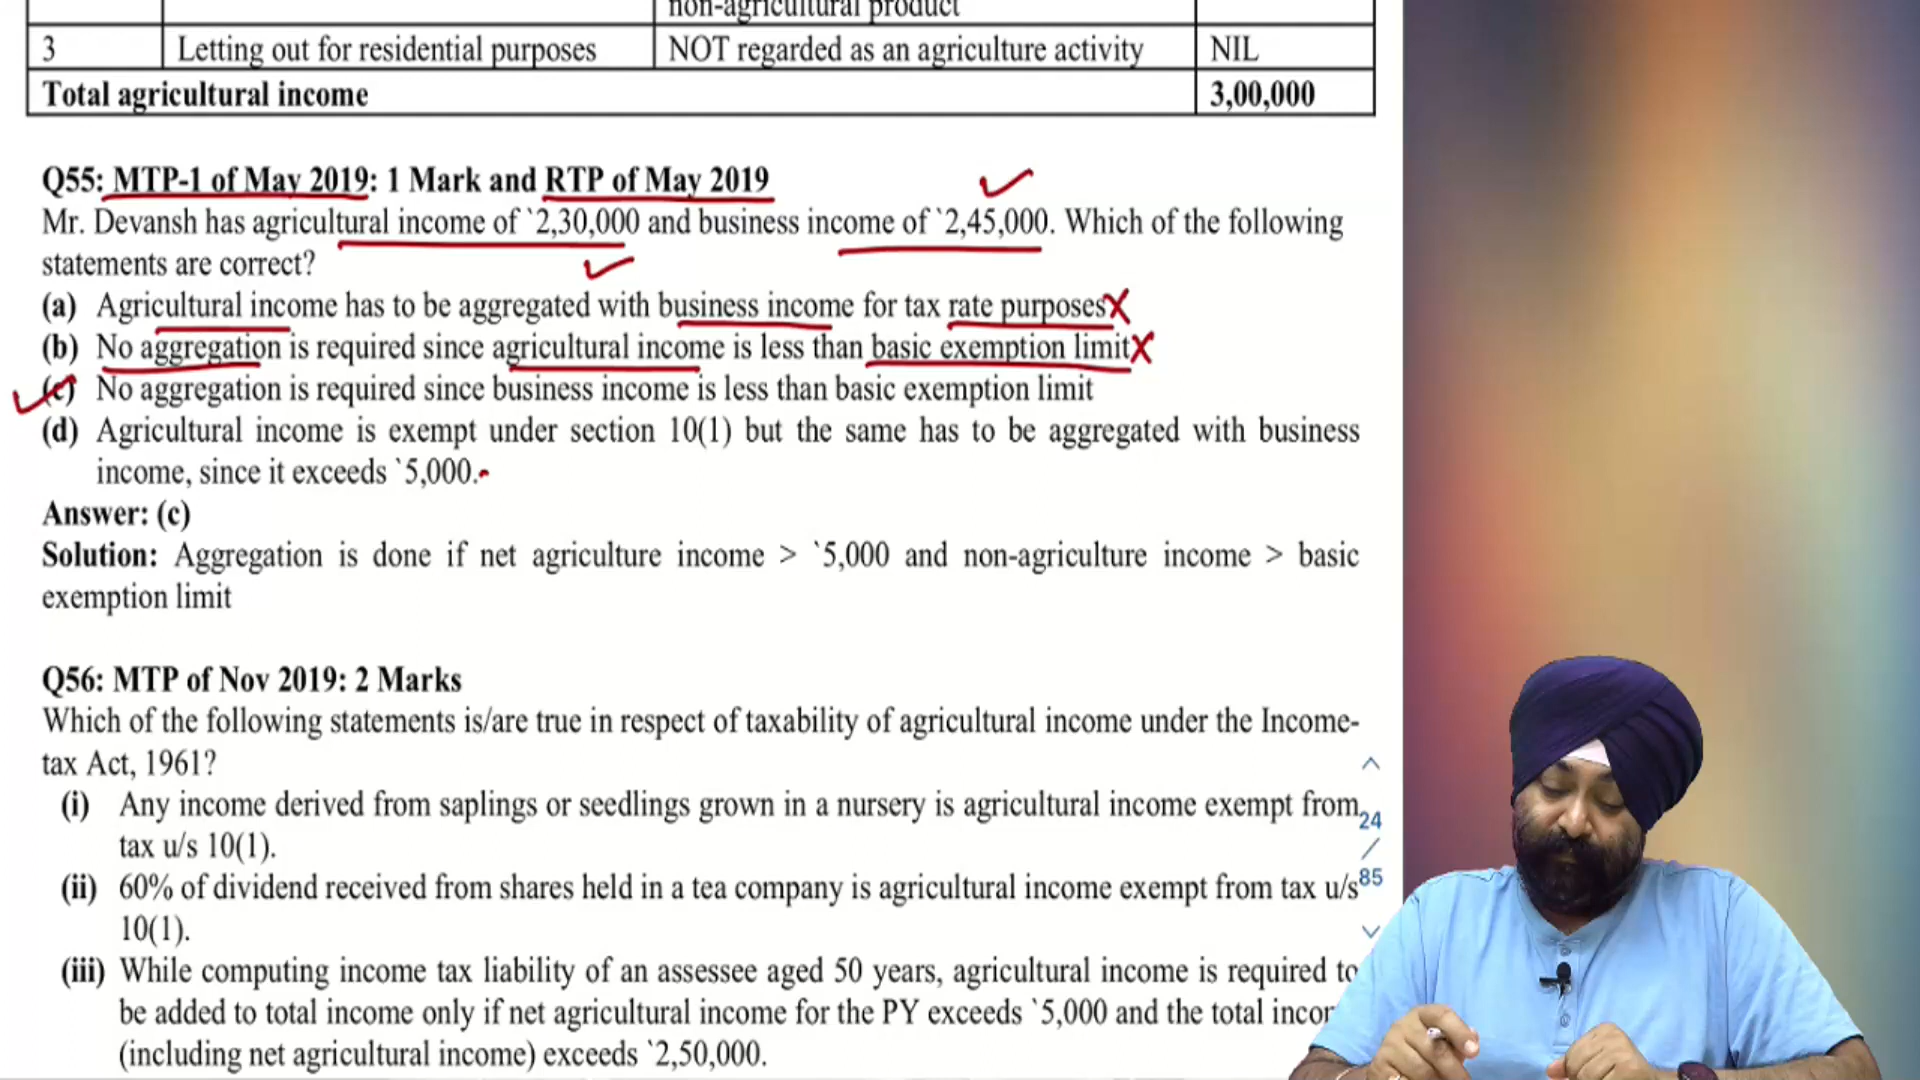 non-agricultural product
3 Letting out for residential purposes NOT regarded as an agriculture activity NIL
Total agricultural income 3,00,000
Q55: MTP-1 of May 2019: 1 Mark and RTP of May 2019
Mr. Devansh has agricultural income of `2,30,000 and business income of `2,45,000. Which of the following
statements are correct?
(a) Agricultural income has to be aggregated with business income for tax rate purposes
(b) No aggregation is required since agricultural income is less than basic exemption limit
(c) No aggregation is required since business income is less than basic exemption limit
(d) Agricultural income is exempt under section 10(1) but the same has to be aggregated with business
income, since it exceeds `5,000.
Answer: (c)
Solution: Aggregation is done if net agriculture income > `5,000 and non-agriculture income > basic
exemption limit
Q56: MTP of Nov 2019: 2 Marks
Which of the following statements is/are true in respect of taxability of agricultural income under the Income-
tax Act, 1961?
(i) Any income derived from saplings or seedlings grown in a nursery is agricultural income exempt from
tax u/s 10(1).
(ii) 60% of dividend received from shares held in a tea company is agricultural income exempt from tax u/s
10(1).
(iii) While computing income tax liability of an assessee aged 50 years, agricultural income is required to
be added to total income only if net agricultural income for the PY exceeds `5,000 and the total
(including net agricultural income) exceeds `2,50,000.
24
/
85